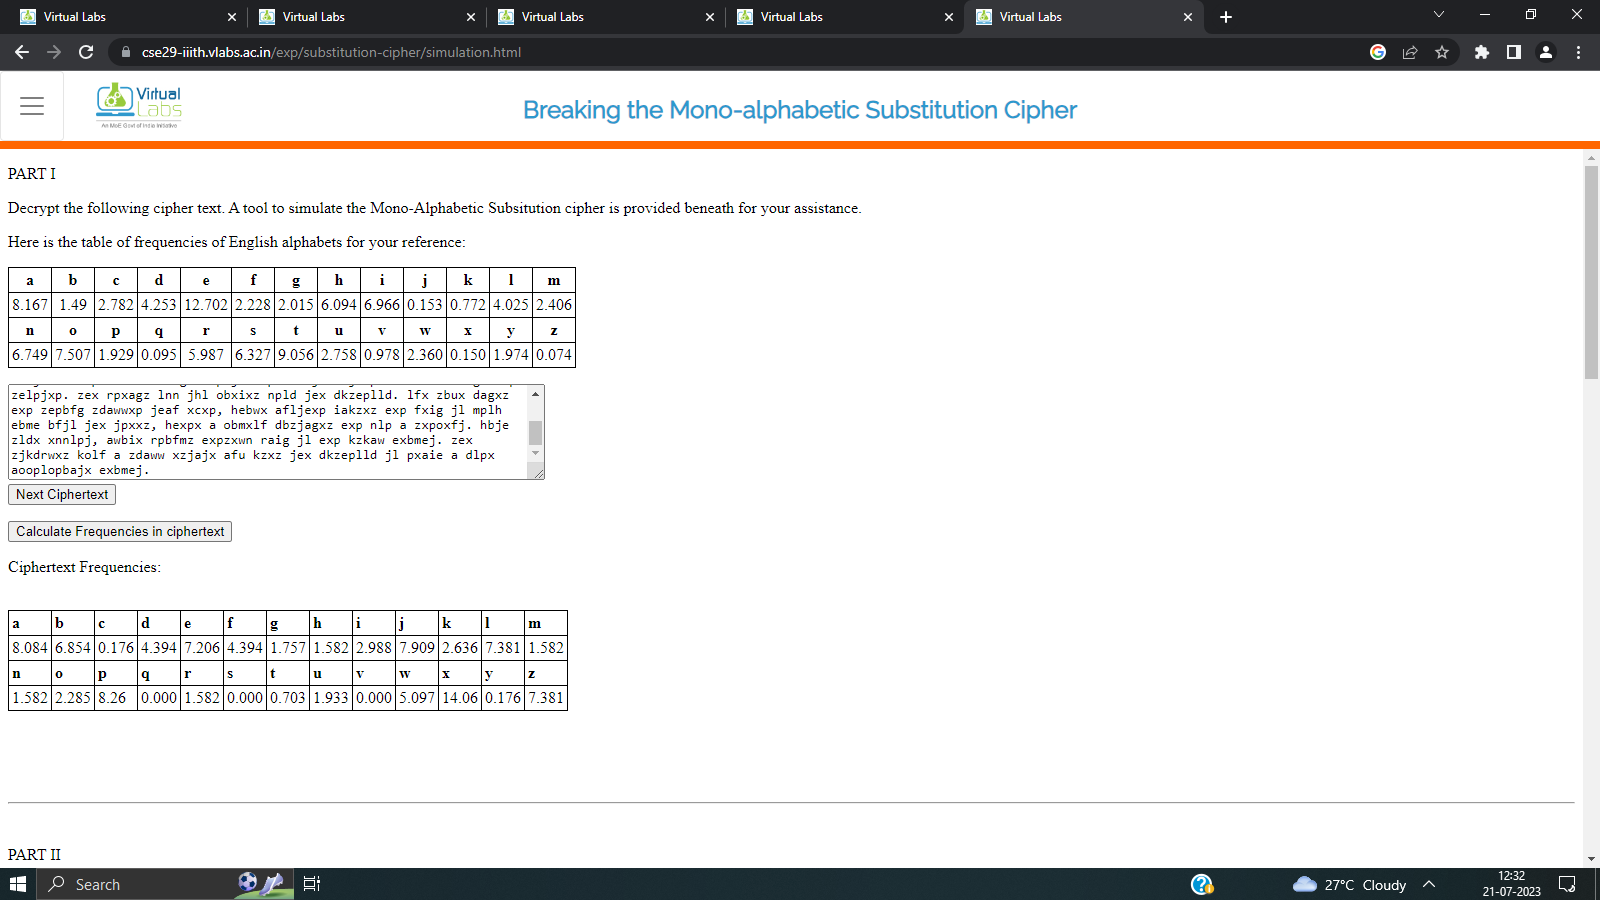 Virtual Labs
Virtual Labs
Virtual Labs
Virtual Labs
Virtual Labs
cse29-iiith.vlabs.ac.in/exp/substitution-cipher/simulation.html
Virtual Labs
An MoE Govt of India Initiative
Breaking the Mono-alphabetic Substitution Cipher
PART I
Decrypt the following cipher text. A tool to simulate the Mono-Alphabetic Subsitution cipher is provided beneath for your assistance.
Here is the table of frequencies of English alphabets for your reference:
a b c d e f g h i j k l m
8.167 1.49 2.782 4.253 12.702 2.228 2.015 6.094 6.966 0.153 0.772 4.025 2.406
n o p q r s t u v w x y z
6.749 7.507 1.929 0.095 5.987 6.327 9.056 2.758 0.978 2.360 0.150 1.974 0.074
zelpjxp. zex rpxagz lnn jhl obxixz npld jex dkzeplld. lfx zbux dagxz
exp zepbfg zdawwxp jeaf xcxp, hebwx afljexp iakzxz exp fxig jl mplh
ebme bfjl jex jpxxz, hexpx a obmxlf dbzjagxz exp nlp a zxpoxfj. hbje
zldx xnnlpj, awbix rpbfmz expzxwn raig jl exp kzkaw exbmej. zex
zjkdrwxz kolf a zdaww xzjajx afu kzxz jex dkzeplld jl pxaie a dlpx
aooplopbajx exbmej.
Next Ciphertext
Calculate Frequencies in ciphertext
Ciphertext Frequencies:
a b c d e f g h i j k l m
8.084 6.854 0.176 4.394 7.206 4.394 1.757 1.582 2.988 7.909 2.636 7.381 1.582
n o p q r s t u v w x y z
1.582 2.285 8.26 0.000 1.582 0.000 0.703 1.933 0.000 5.097 14.06 0.176 7.381
PART II
Search
27°C Cloudy
12:32
21-07-2023